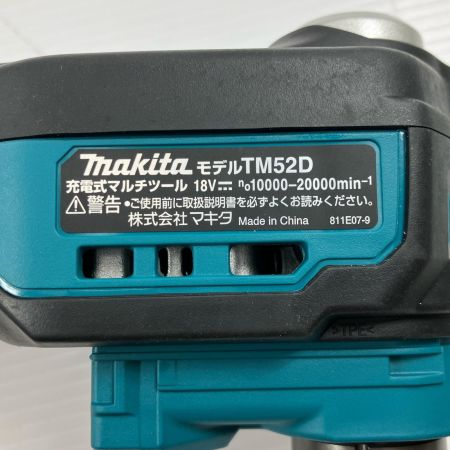 makita モデルTM52D
充電式マルチツール 18V⎓ n₀10000-20000min⁻¹
⚠警告 •ご使用前に取扱説明書を必ずよくお読みください。
株式会社マキタ Made in China 811E07-9
>TPE<